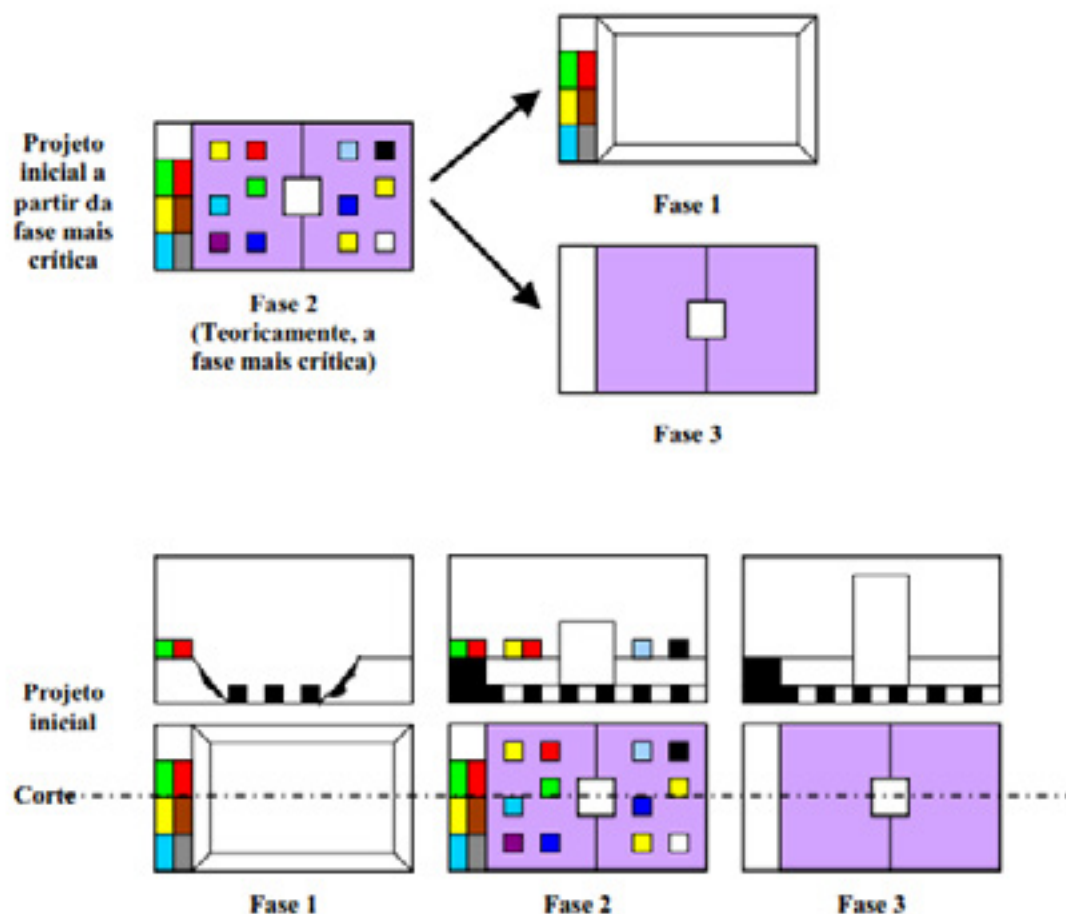 Projeto
inicial a
partir da
fase mais
crítica
Fase 2
(Teoricamente, a
fase mais crítica)
Fase 1
Fase 3
Projeto
inicial
Corte
Fase 1
Fase 2
Fase 3